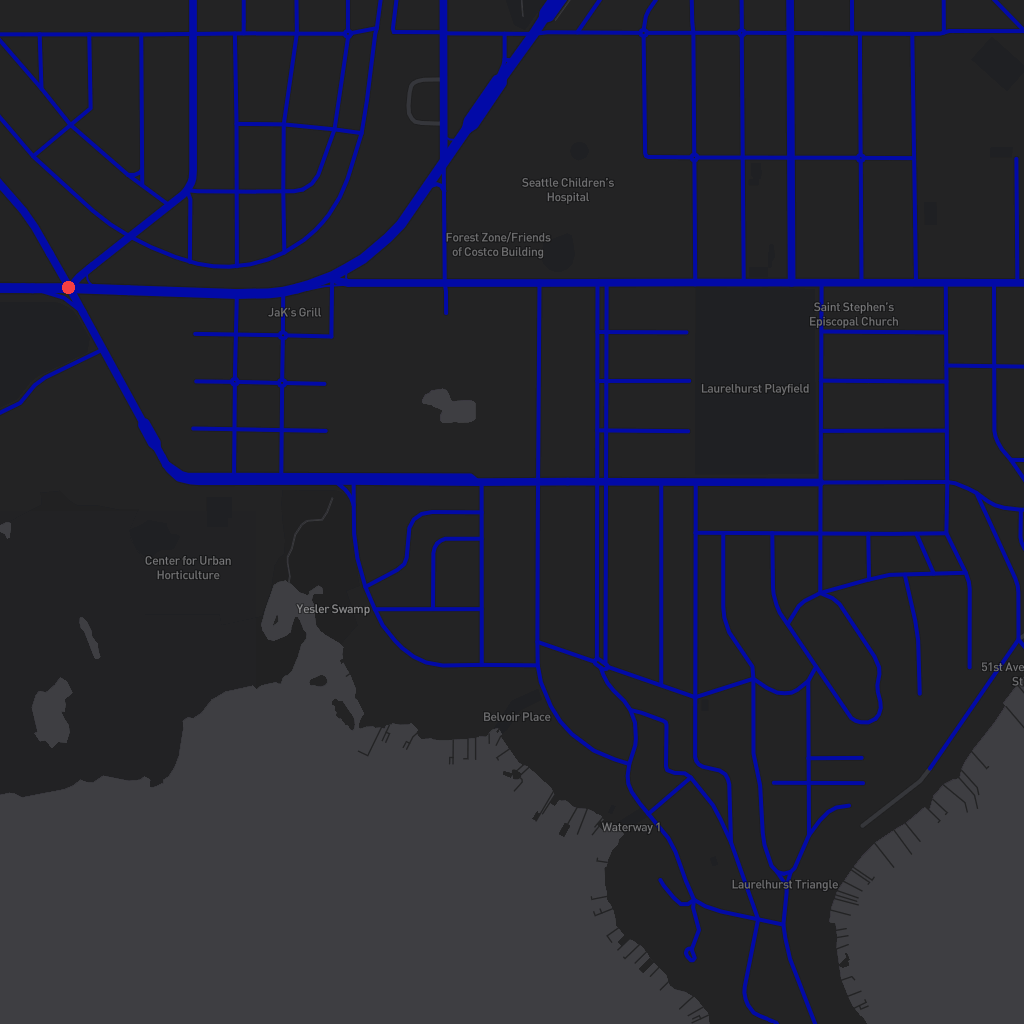 Seattle Children's
Hospital
Forest Zone/Friends
of Costco Building
JaK's Grill
Saint Stephen's
Episcopal Church
Laurelhurst Playfield
Center for Urban
Horticulture
Yesler Swamp
51st Ave
St
Belvoir Place
Waterway 1
Laurelhurst Triangle